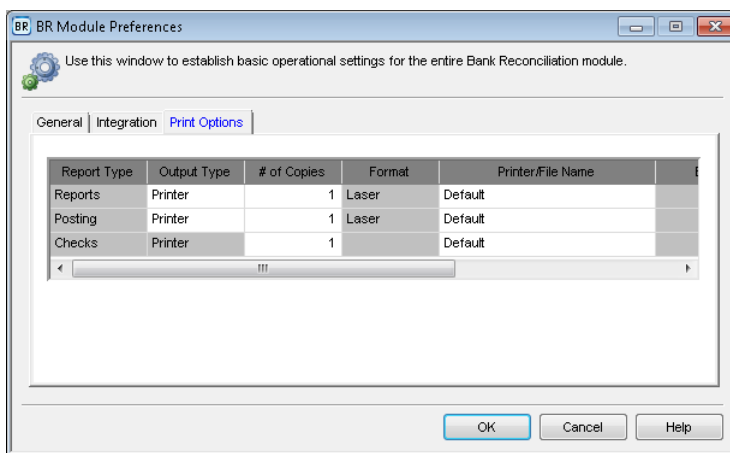 BR BR Module Preferences
Use this window to establish basic operational settings for the entire Bank Reconciliation module.
General Integration Print Options
Report Type Output Type # of Copies Format Printer/File Name
Reports Printer 1 Laser Default
Posting Printer 1 Laser Default
Checks Printer 1 Default
OK Cancel Help